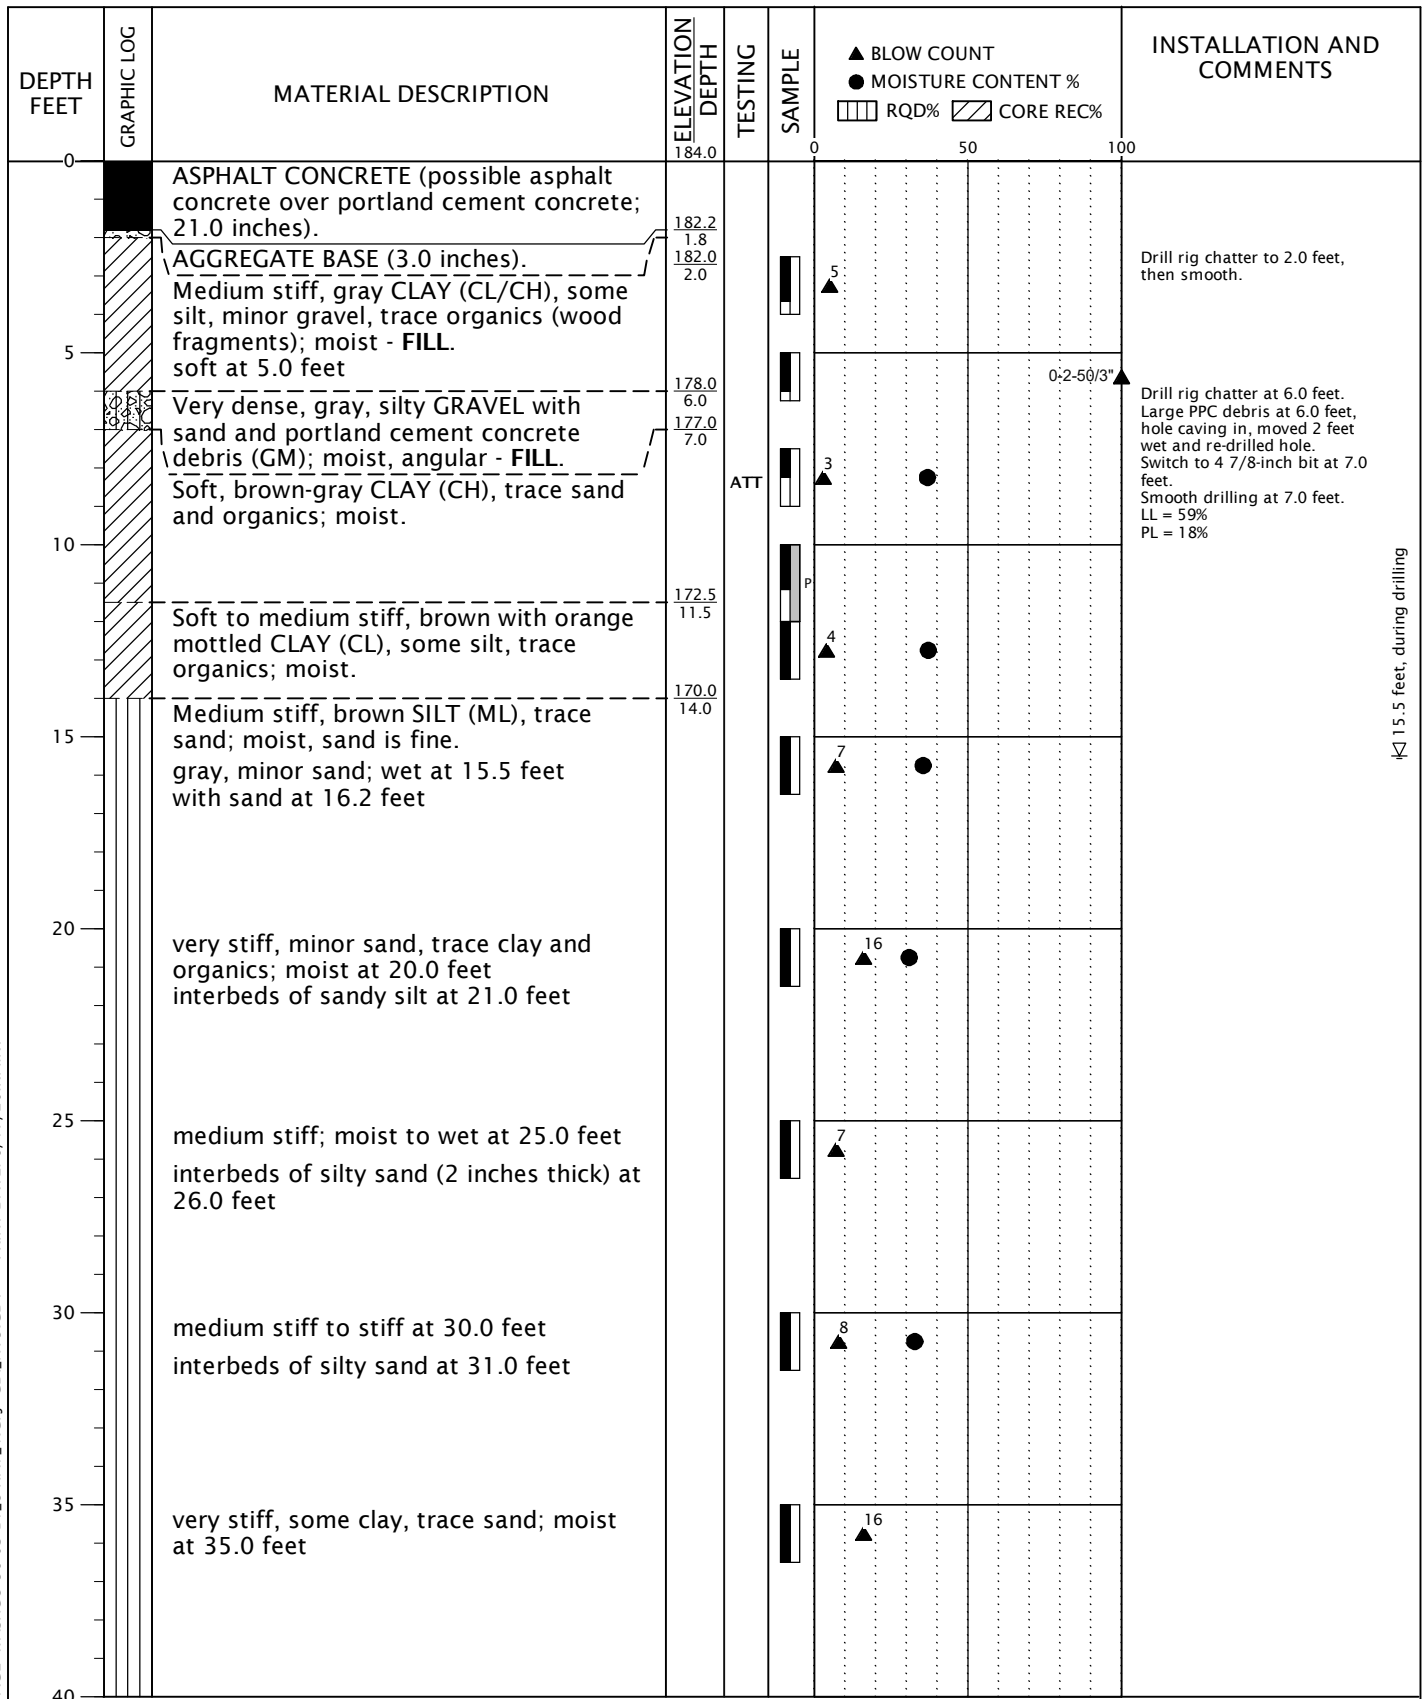 DEPTH
FEET
GRAPHIC LOG
MATERIAL DESCRIPTION
ELEVATION
DEPTH
TESTING
SAMPLE
▲ BLOW COUNT
● MOISTURE CONTENT %
RQD% CORE REC%
INSTALLATION AND
COMMENTS
184.0
0 50 100
0
ASPHALT CONCRETE (possible asphalt
concrete over portland cement concrete;
21.0 inches).
182.2
1.8
AGGREGATE BASE (3.0 inches).
182.0
2.0
Medium stiff, gray CLAY (CL/CH), some
silt, minor gravel, trace organics (wood
fragments); moist - FILL.
soft at 5.0 feet
5
Drill rig chatter to 2.0 feet,
then smooth.
5
178.0
6.0
0-2-50/3"
Very dense, gray, silty GRAVEL with
sand and portland cement concrete
debris (GM); moist, angular - FILL.
177.0
7.0
Drill rig chatter at 6.0 feet.
Large PPC debris at 6.0 feet,
hole caving in, moved 2 feet
wet and re-drilled hole.
Switch to 4 7/8-inch bit at 7.0
feet.
Smooth drilling at 7.0 feet.
LL = 59%
PL = 18%
Soft, brown-gray CLAY (CH), trace sand
and organics; moist.
ATT
3
10
P
172.5
11.5
Soft to medium stiff, brown with orange
mottled CLAY (CL), some silt, trace
organics; moist.
4
15.5 feet, during drilling
170.0
14.0
Medium stiff, brown SILT (ML), trace
sand; moist, sand is fine.
15
gray, minor sand; wet at 15.5 feet
with sand at 16.2 feet
7
20
very stiff, minor sand, trace clay and
organics; moist at 20.0 feet
interbeds of sandy silt at 21.0 feet
16
25
medium stiff; moist to wet at 25.0 feet
interbeds of silty sand (2 inches thick) at
26.0 feet
7
30
medium stiff to stiff at 30.0 feet
interbeds of silty sand at 31.0 feet
8
35
very stiff, some clay, trace sand; moist
at 35.0 feet
16
40